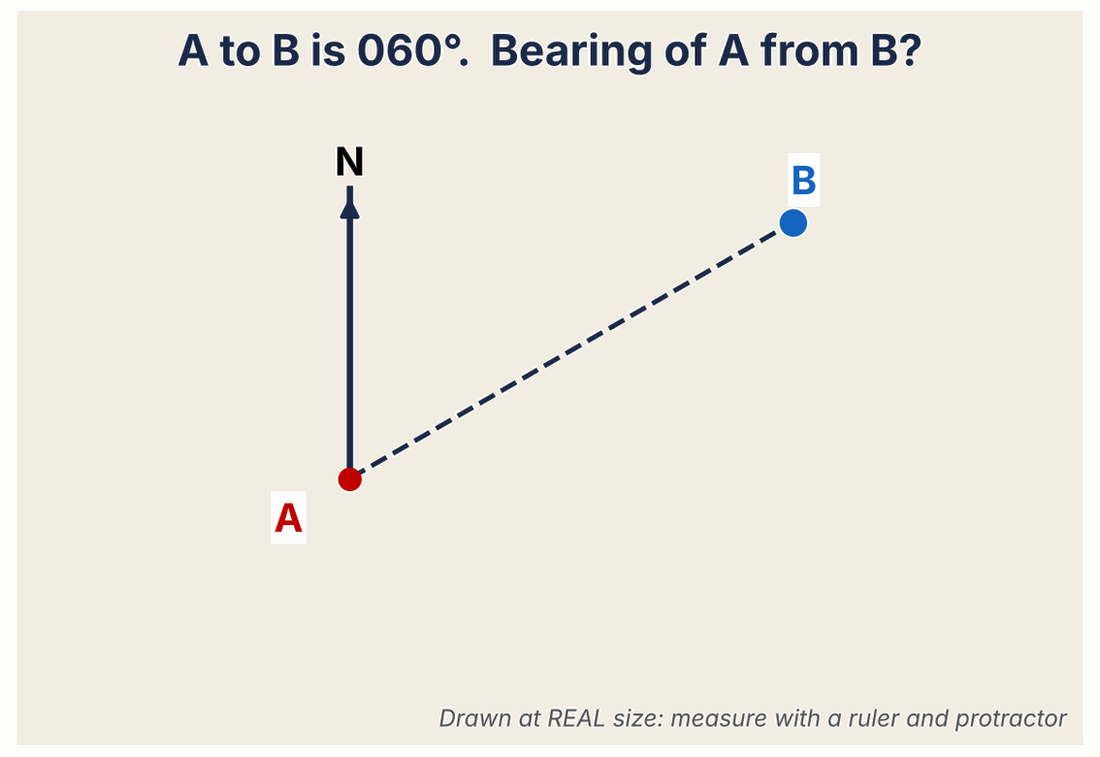 A to B is 060°. Bearing of A from B?
N
B
A
Drawn at REAL size: measure with a ruler and protractor